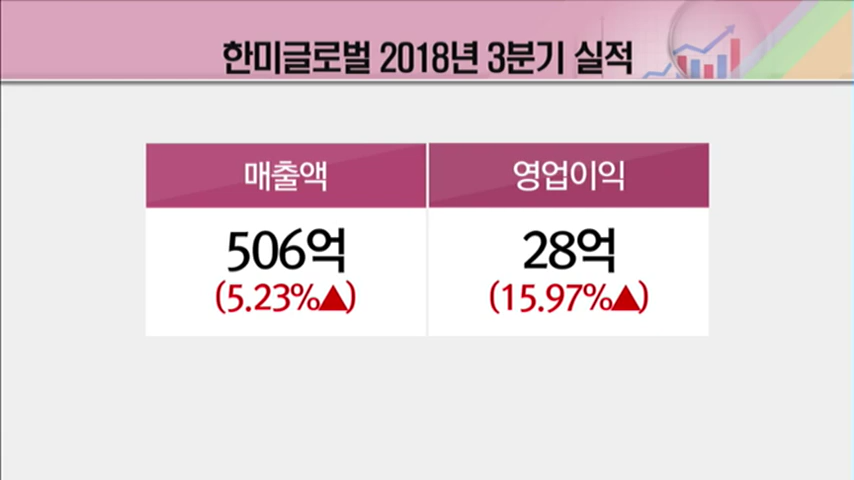 한미글로벌 2018년 3분기 실적
매출액 영업이익
506억 28억
(5.23%▲) (15.97%▲)